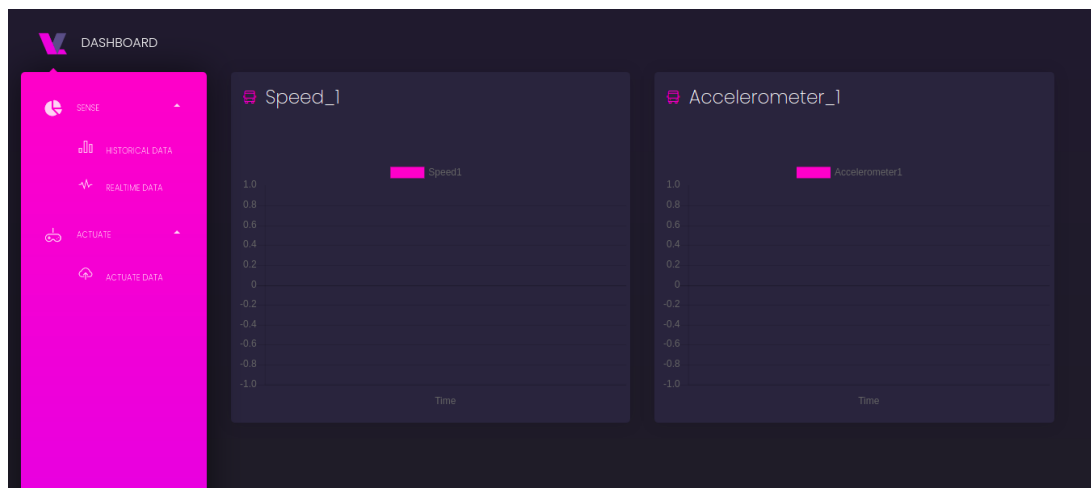 DASHBOARD
SENSE
HISTORICAL DATA
REALTIME DATA
ACTUATE
ACTUATE DATA
Speed_1
Speed1
1.0
0.8
0.6
0.4
0.2
0
-0.2
-0.4
-0.6
-0.8
-1.0
Time
Accelerometer_1
Accelerometer1
1.0
0.8
0.6
0.4
0.2
0
-0.2
-0.4
-0.6
-0.8
-1.0
Time